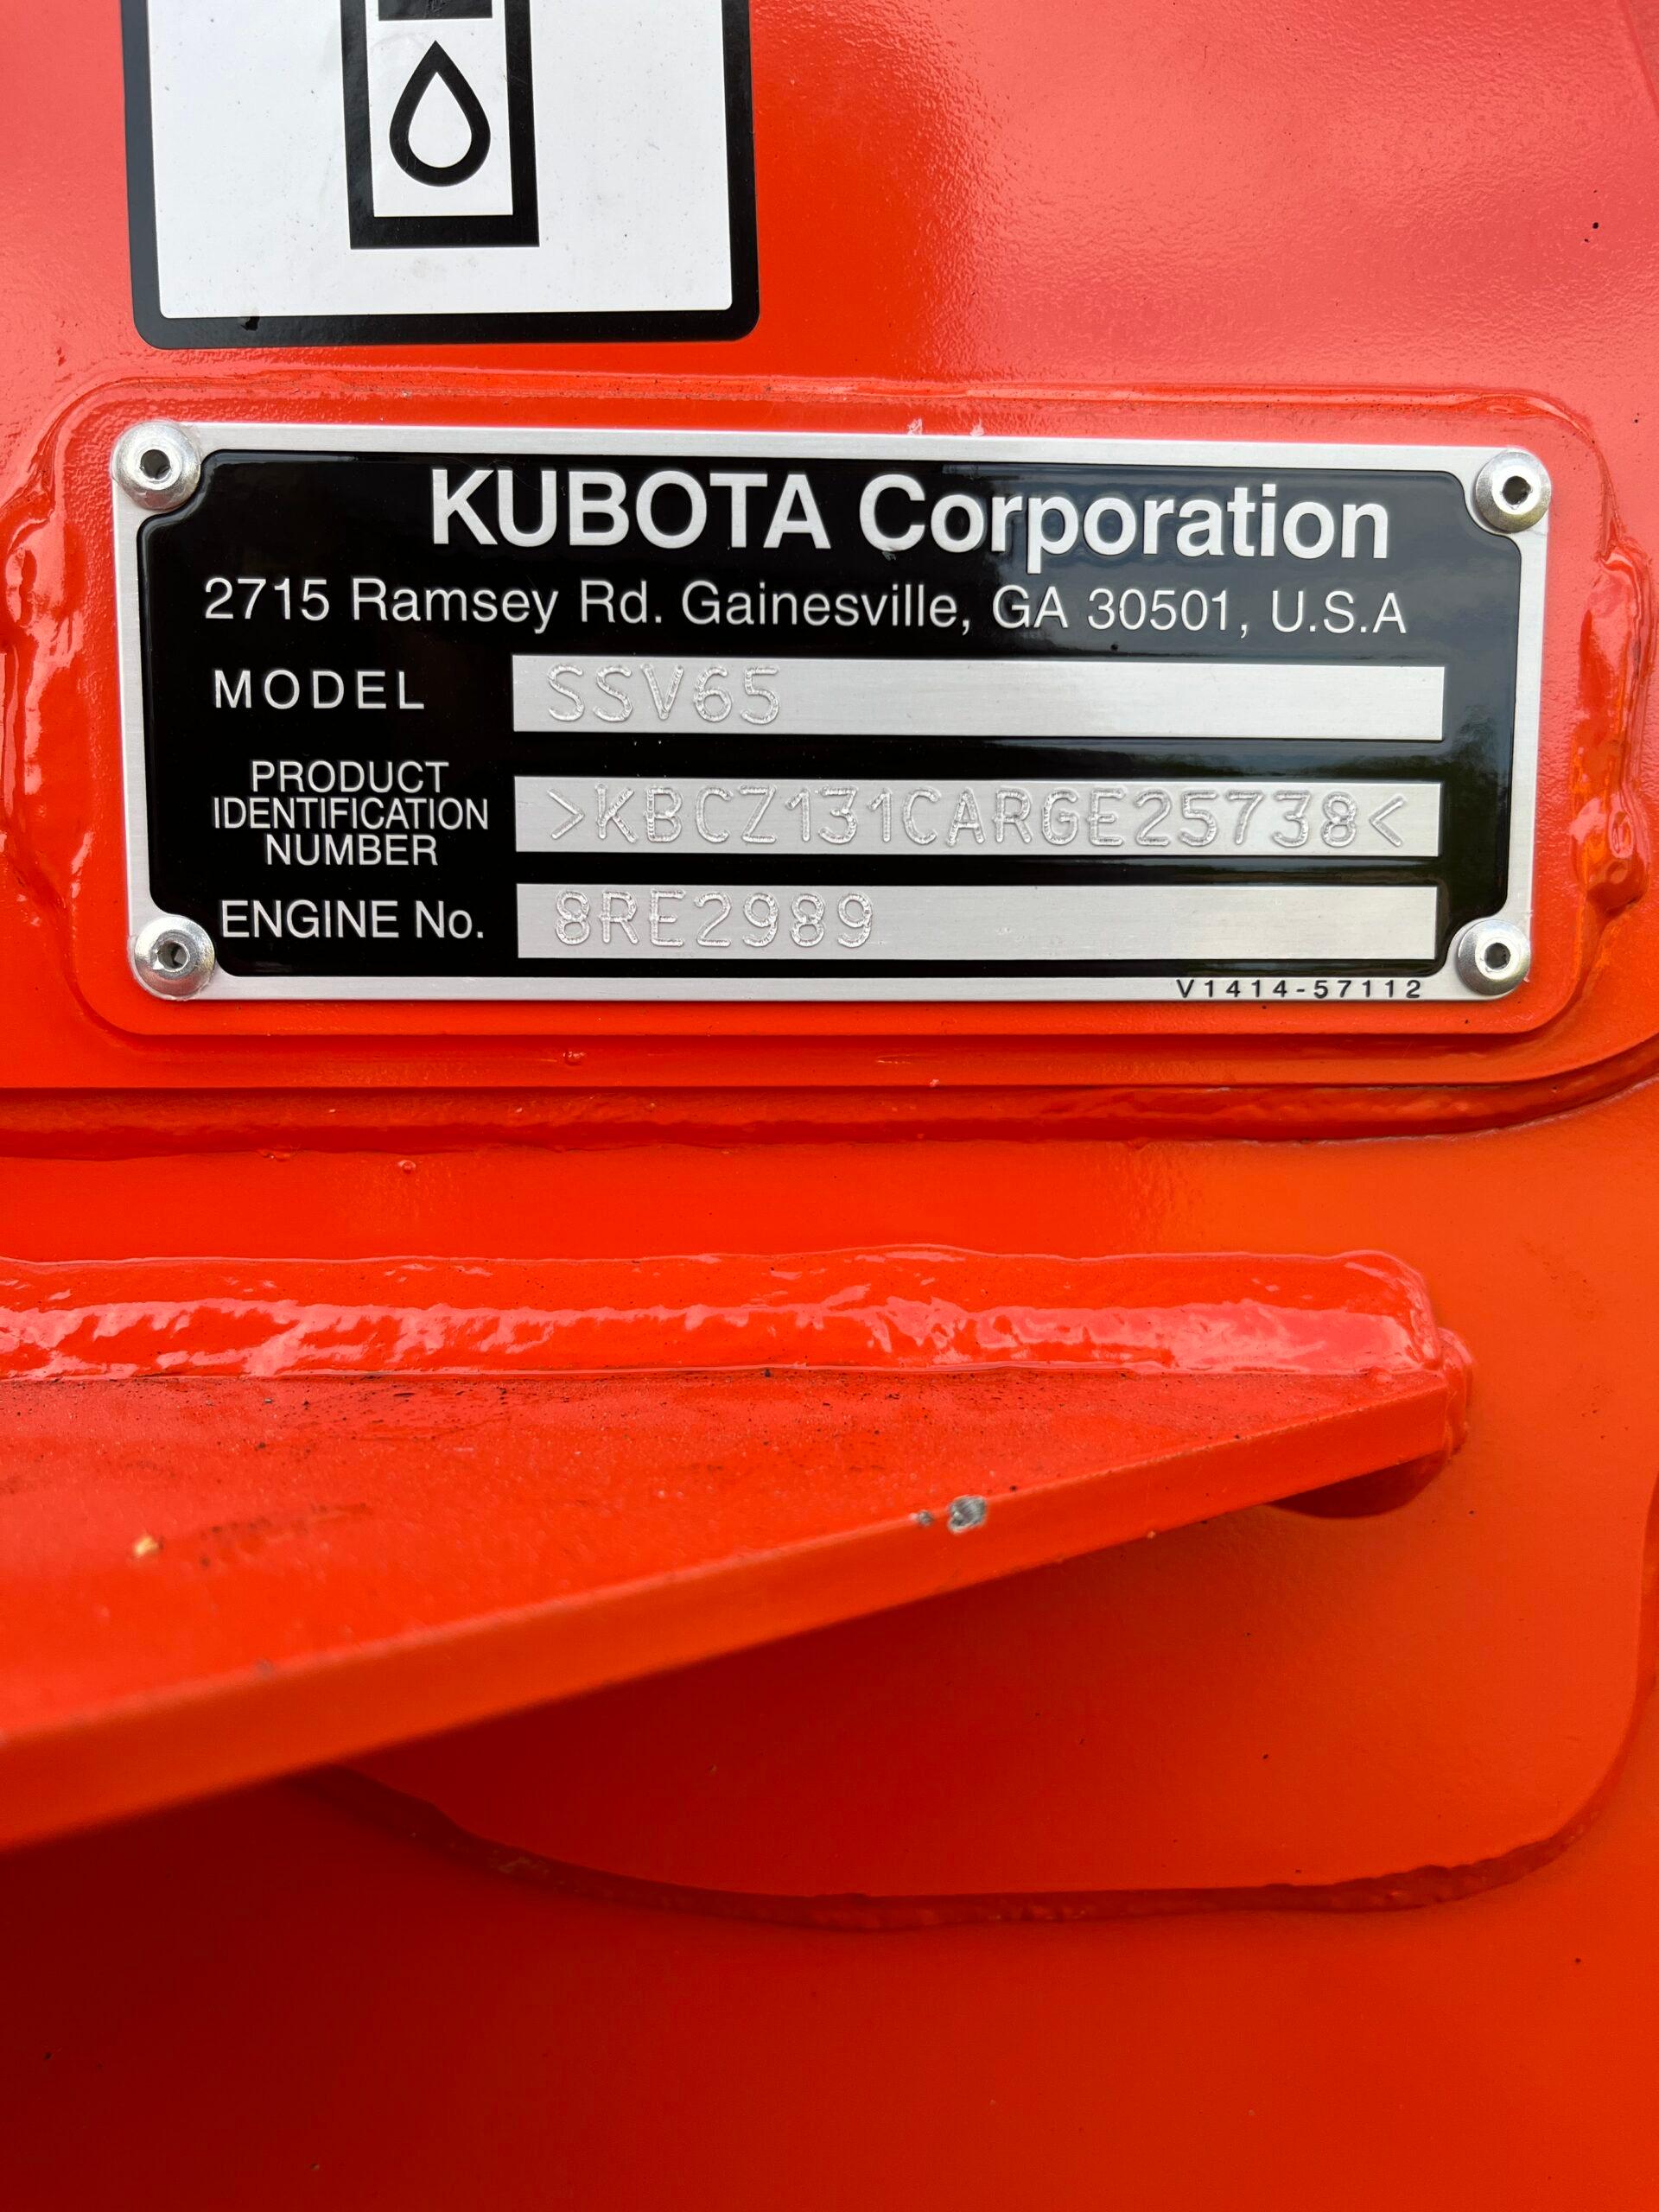 KUBOTA Corporation
2715 Ramsey Rd. Gainesville, GA 30501, U.S.A
MODEL SSV65
PRODUCT
IDENTIFICATION
NUMBER
>KBCZ131CARGE25738<
ENGINE No. 8RE2989
V1414-57112